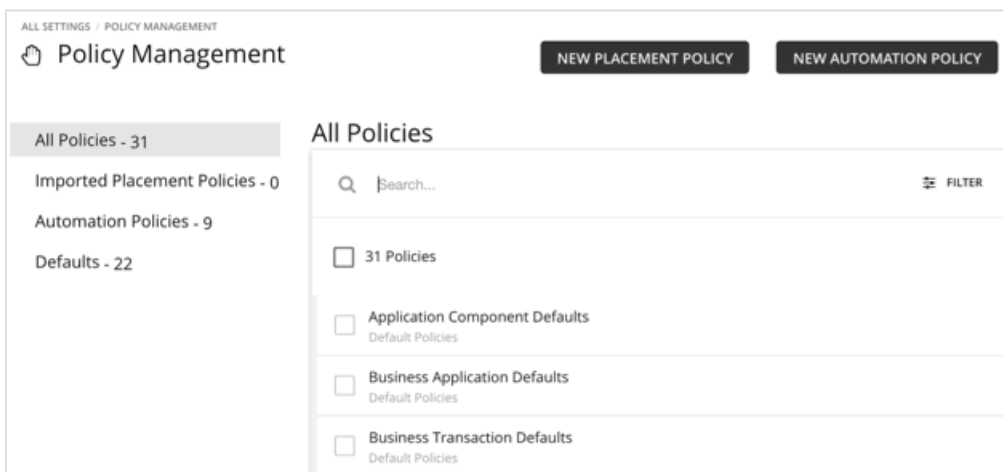 ALL SETTINGS / POLICY MANAGEMENT
Policy Management
NEW PLACEMENT POLICY
NEW AUTOMATION POLICY
All Policies - 31
Imported Placement Policies - 0
Automation Policies - 9
Defaults - 22
All Policies
Search...
FILTER
31 Policies
Application Component Defaults
Default Policies
Business Application Defaults
Default Policies
Business Transaction Defaults
Default Policies